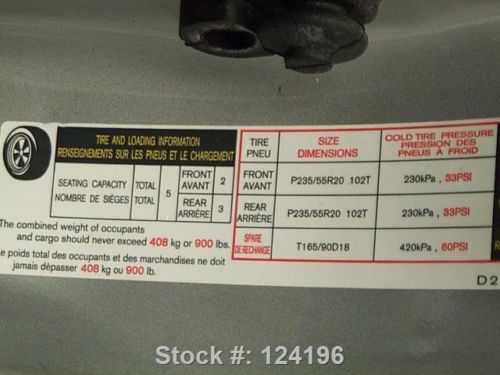 TIRE AND LOADING INFORMATION
RENSEIGNEMENTS SUR LES PNEUS ET LE CHARGEMENT
SEATING CAPACITY
NOMBRE DE SIÈGES
TOTAL
TOTAL
5
FRONT
AVANT
2
REAR
ARRIÈRE
3
The combined weight of occupants
and cargo should never exceed 408 kg or 900 lbs.
e poids total des occupants et des marchandises ne doit
jamais dépasser 408 kg ou 900 lb.
TIRE
PNEU
SIZE
DIMENSIONS
COLD TIRE PRESSURE
PRESSION DES
PNEUS À FROID
FRONT
AVANT
P235/55R20 102T
230kPa , 33PSI
REAR
ARRIÈRE
P235/55R20 102T
230kPa , 33PSI
SPARE
DE RECHANGE
T165/90D18
420kPa , 60PSI
D 2
Stock #: 124196